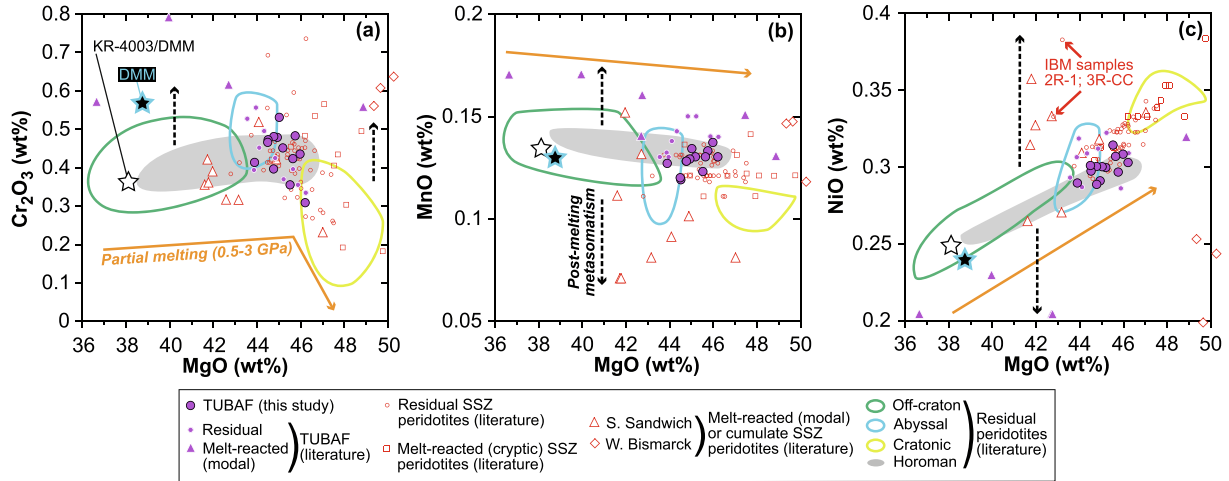 (a)
0.8
0.7
0.6
0.5
0.4
0.3
0.2
0.1
0
Cr2O3 (wt%)
KR-4003/DMM
DMM
Partial melting (0.5-3 GPa)
36 38 40 42 44 46 48 50
MgO (wt%)
(b)
0.2
0.15
0.1
0.05
MnO (wt%)
Post-melting
metasomatism
36 38 40 42 44 46 48 50
MgO (wt%)
(c)
0.40
0.35
0.3
0.25
0.2
NiO (wt%)
IBM samples
2R-1; 3R-CC
36 38 40 42 44 46 48 50
MgO (wt%)
TUBAF (this study)
Residual
Melt-reacted
(modal)
TUBAF
(literature)
Residual SSZ
peridotites (literature)
Melt-reacted (cryptic) SSZ
peridotites (literature)
S. Sandwich
W. Bismarck
Melt-reacted (modal)
or cumulate SSZ
peridotites (literature)
Off-craton
Abyssal
Cratonic
Horoman
Residual
peridotites
(literature)